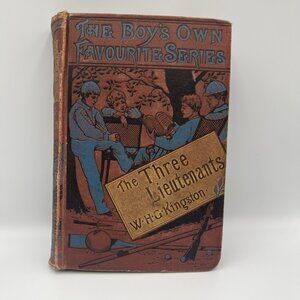 The Boy's Own
Favourite Series
The Three
Lieutenants
W·H·G·Kingston·